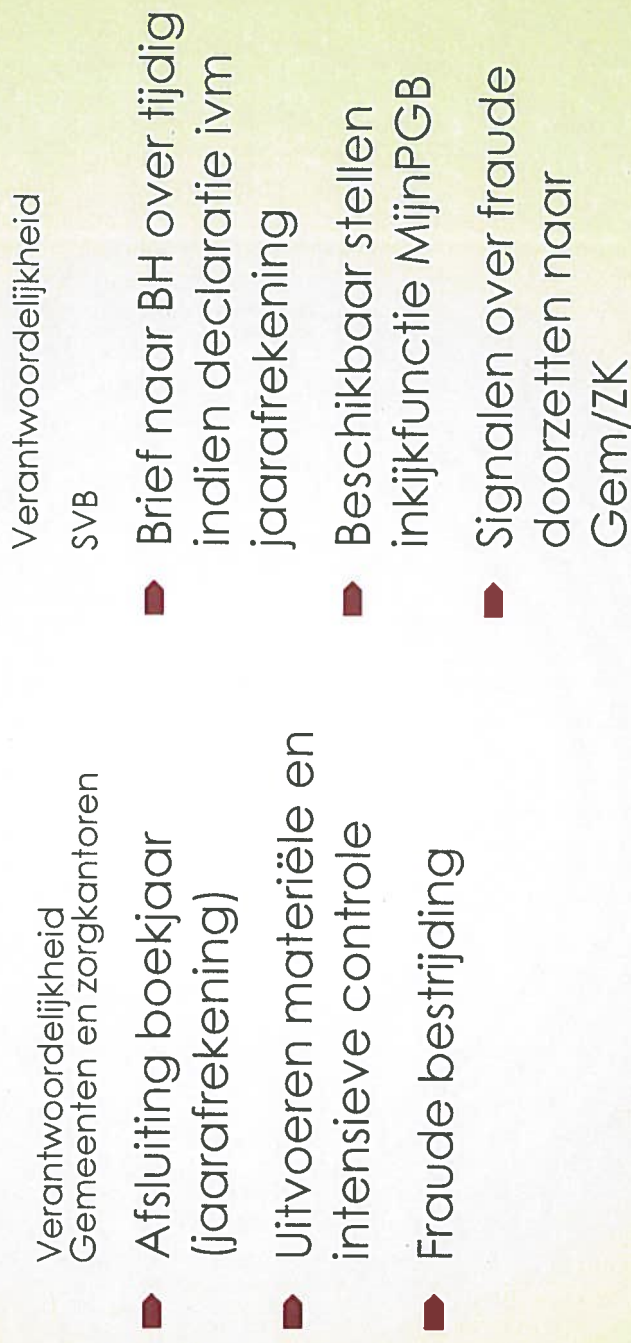 Verantwoordelijkheid
Gemeenten en zorgkantoren
Afsluiting boekjaar
(jaarafrekening)
Uitvoeren materiële en
intensieve controle
Fraude bestrijding
Verantwoordelijkheid
SVB
Brief naar BH over tijdig
indien declaratie ivm
jaarafrekening
Beschikbaar stellen
inkijkfunctie MijnPGB
Signalen over fraude
doorzetten naar
Gem/ZK